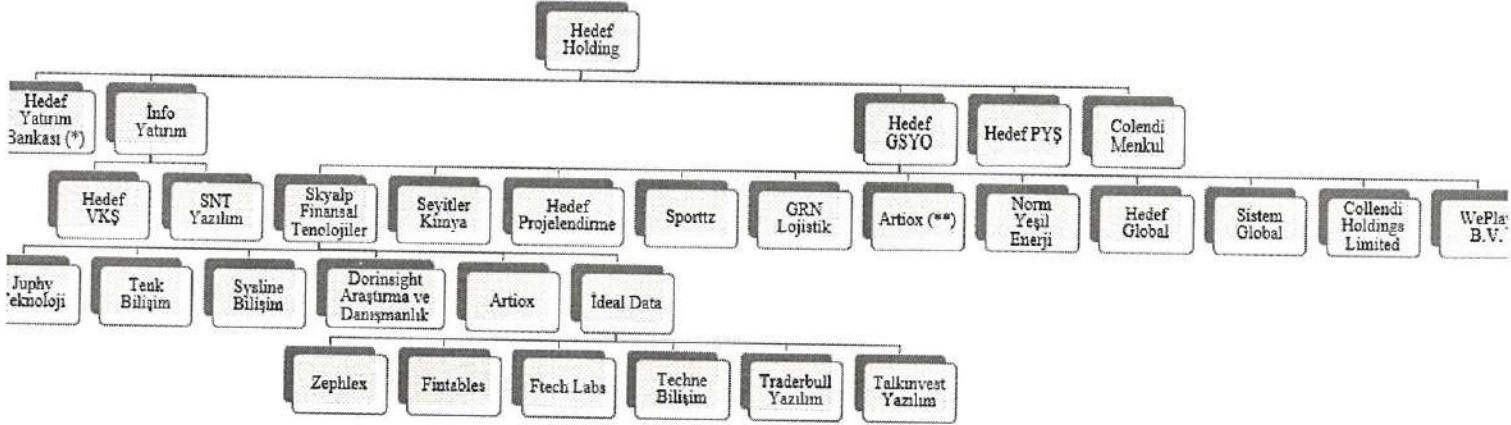 Hedef
Holding
Hedef
Yatırım
Bankası (*)
İnfo
Yatırım
Hedef
GSYO
Hedef PYŞ
Colendi
Menkul
Hedef
VKŞ
SNT
Yazılım
Skyalp
Finansal
Tenolojiler
Seyitler
Kimya
Hedef
Projelendirme
Sporttz
GRN
Lojistik
Artiox (**)
Norm
Yeşil
Enerji
Hedef
Global
Sistem
Global
Collendi
Holdings
Limited
WePlay
B.V.
Juphy
Teknoloji
Tenk
Bilişim
Sysline
Bilişim
Dorinsight
Araştırma ve
Danışmanlık
Artiox
İdeal Data
Zephlex
Fintables
Ftech Labs
Techne
Bilişim
Traderbull
Yazılım
Talkinvest
Yazılım